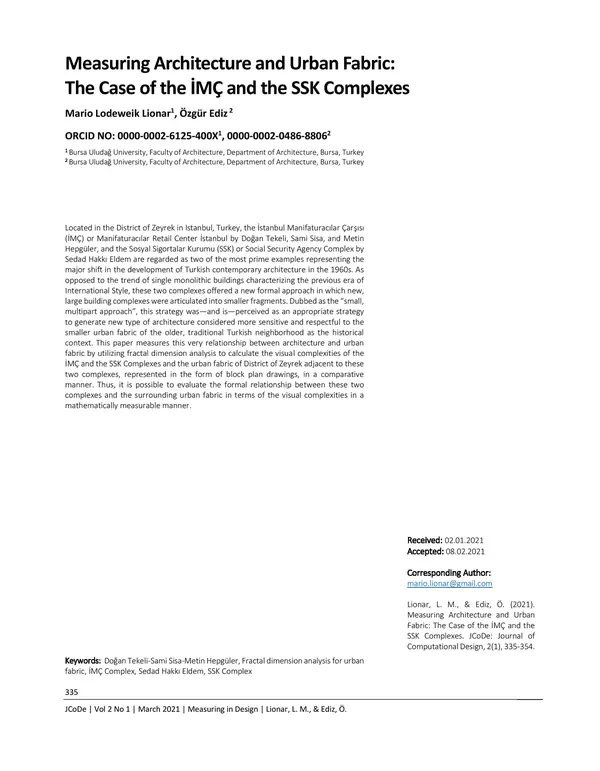 Measuring Architecture and Urban Fabric:
The Case of the İMÇ and the SSK Complexes
Mario Lodeweik Lionar1, Özgür Ediz 2
ORCID NO: 0000-0002-6125-400X1, 0000-0002-0486-88062
1 Bursa Uludağ University, Faculty of Architecture, Department of Architecture, Bursa, Turkey
2 Bursa Uludağ University, Faculty of Architecture, Department of Architecture, Bursa, Turkey
Located in the District of Zeyrek in Istanbul, Turkey, the İstanbul Manifaturacılar Çarşısı
(İMÇ) or Manifaturacılar Retail Center İstanbul by Doğan Tekeli, Sami Sisa, and Metin
Hepgüler, and the Sosyal Sigortalar Kurumu (SSK) or Social Security Agency Complex by
Sedad Hakkı Eldem are regarded as two of the most prime examples representing the
major shift in the development of Turkish contemporary architecture in the 1960s. As
opposed to the trend of single monolithic buildings characterizing the previous era of
International Style, these two complexes offered a new formal approach in which new,
large building complexes were articulated into smaller fragments. Dubbed as the “small,
multipart approach”, this strategy was—and is—perceived as an appropriate strategy
to generate new type of architecture considered more sensitive and respectful to the
smaller urban fabric of the older, traditional Turkish neighborhood as the historical
context. This paper measures this very relationship between architecture and urban
fabric by utilizing fractal dimension analysis to calculate the visual complexities of the
İMÇ and the SSK Complexes and the urban fabric of District of Zeyrek adjacent to these
two complexes, represented in the form of block plan drawings, in a comparative
manner. Thus, it is possible to evaluate the formal relationship between these two
complexes and the surrounding urban fabric in terms of the visual complexities in a
mathematically measurable manner.
Received: 02.01.2021
Accepted: 08.02.2021
Corresponding Author:
mario.lionar@gmail.com
Lionar, L. M., & Ediz, Ö. (2021).
Measuring Architecture and Urban
Fabric: The Case of the İMÇ and the
SSK Complexes. JCoDe: Journal of
Computational Design, 2(1), 335-354.
Keywords: Doğan Tekeli-Sami Sisa-Metin Hepgüler, Fractal dimension analysis for urban
fabric, İMÇ Complex, Sedad Hakkı Eldem, SSK Complex
335
JCoDe | Vol 2 No 1 | March 2021 | Measuring in Design | Lionar, L. M., & Ediz, Ö.